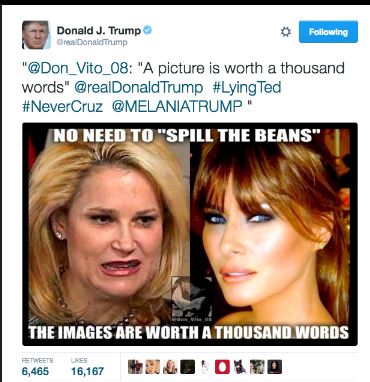 Donald J. Trump
@realDonaldTrump
Following
"@Don_Vito_08: "A picture is worth a thousand
words" @realDonaldTrump #LyingTed
#NeverCruz @MELANIATRUMP "
NO NEED TO "SPILL THE BEANS"
@Don_Vito_08
THE IMAGES ARE WORTH A THOUSAND WORDS
RETWEETS LIKES
6,465 16,167